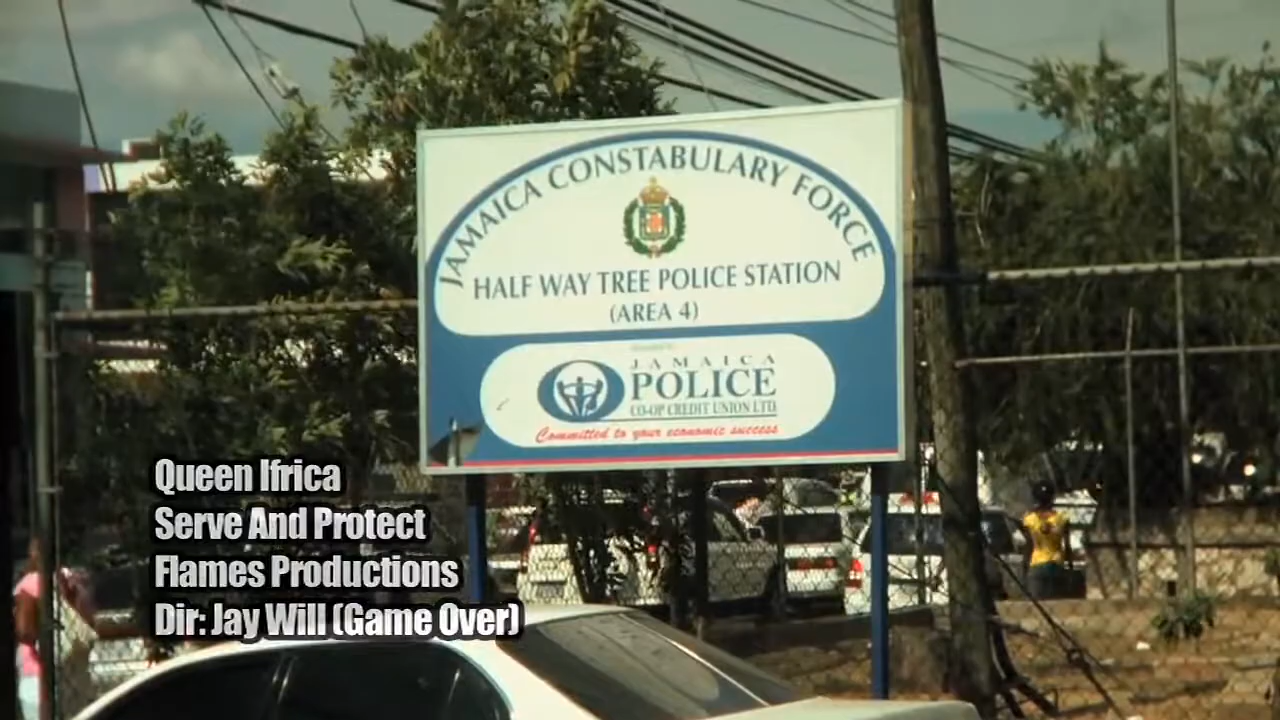 JAMAICA CONSTABULARY FORCE
HALF WAY TREE POLICE STATION
(AREA 4)
JAMAICA
POLICE
CO-OP CREDIT UNION LTD.
Committed to your economic success
Queen Ifrica
Serve And Protect
Flames Productions
Dir: Jay Will (Game Over)